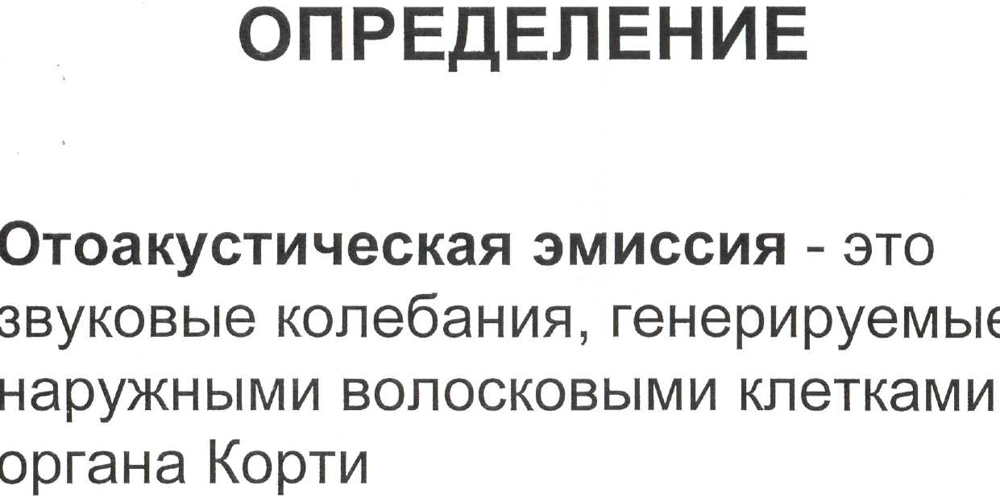 ОПРЕДЕЛЕНИЕ
Отоакустическая эмиссия - это
звуковые колебания, генерируемые
наружными волосковыми клетками
органа Корти